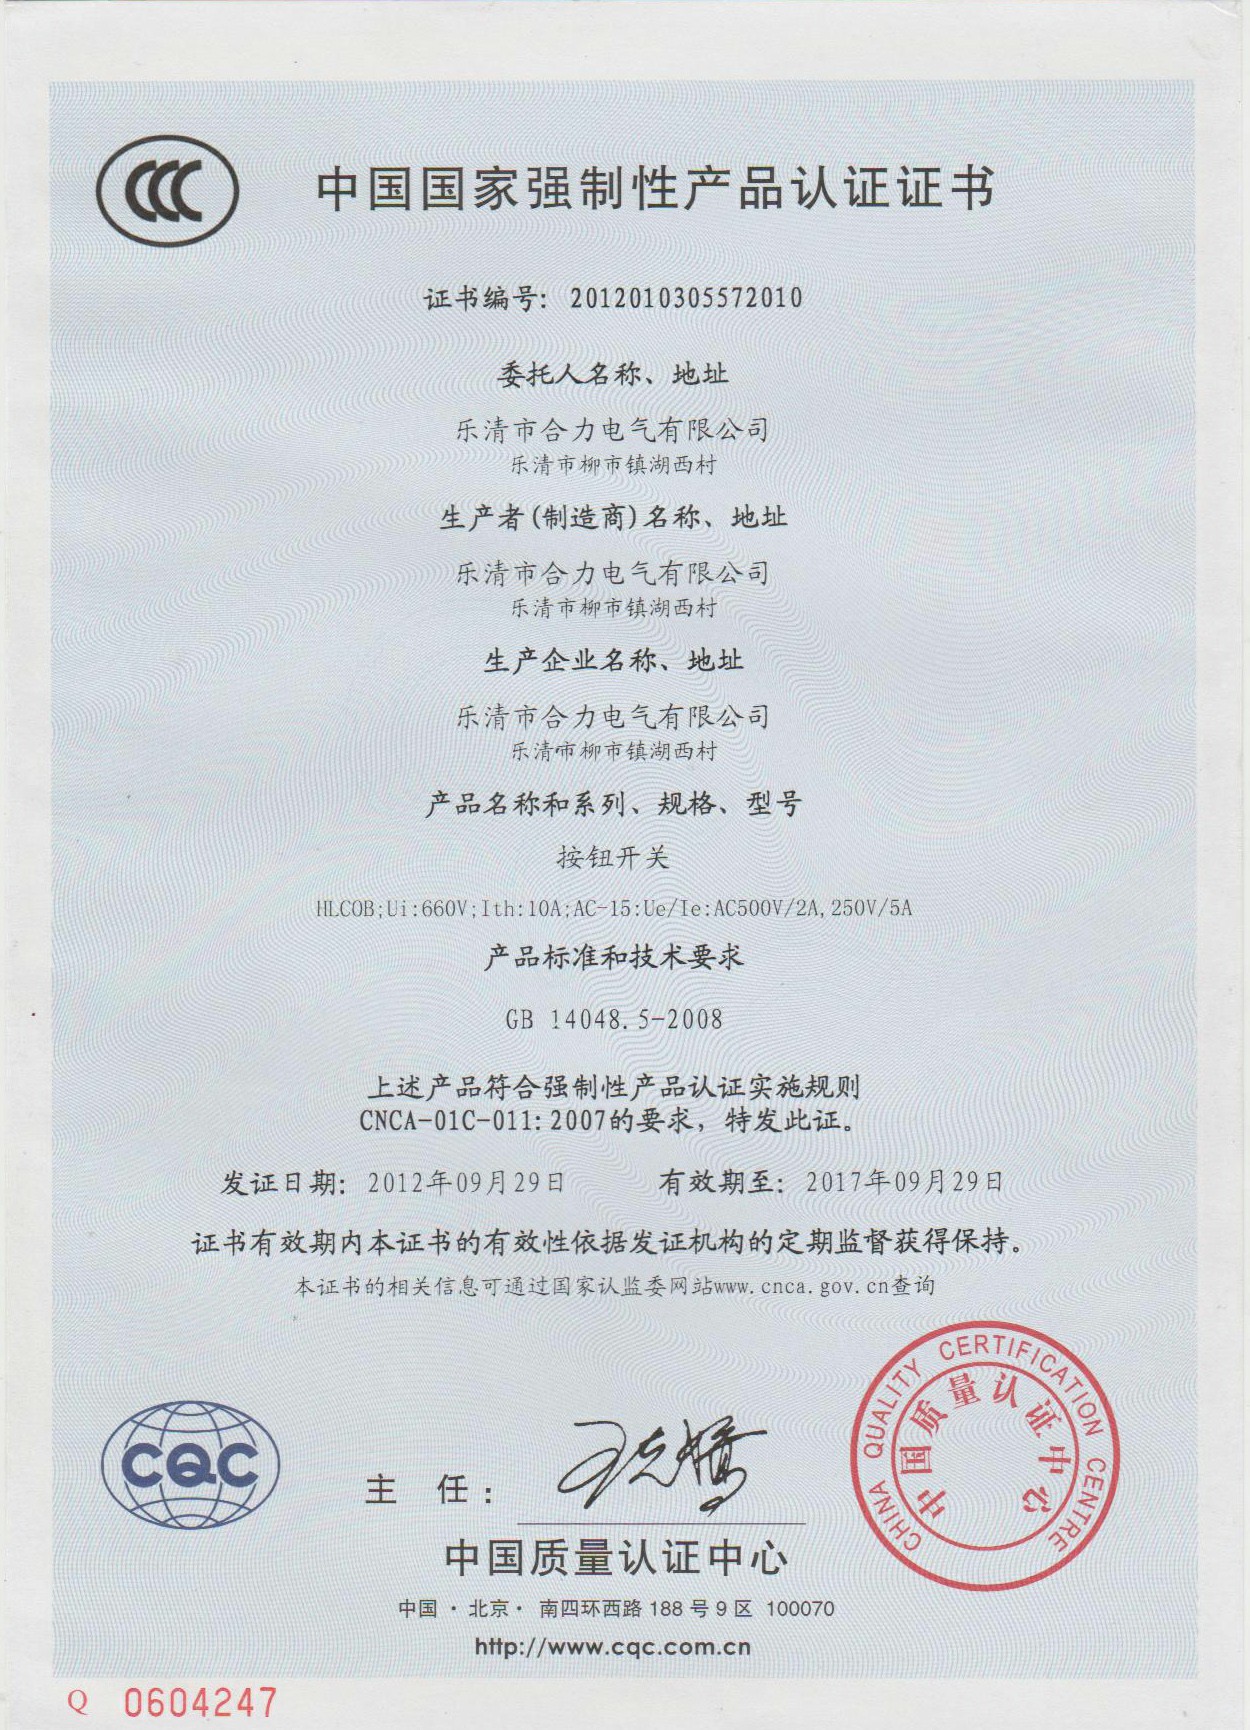 CCC
中国国家强制性产品认证证书
证书编号: 2012010305572010
委托人名称、地址
乐清市合力电气有限公司
乐清市柳市镇湖西村
生产者(制造商)名称、地址
乐清市合力电气有限公司
乐清市柳市镇湖西村
生产企业名称、地址
乐清市合力电气有限公司
乐清市柳市镇湖西村
产品名称和系列、规格、型号
按钮开关
HLCOB;Ui:660V;Ith:10A;AC-15:Ue/Ie:AC500V/2A,250V/5A
产品标准和技术要求
GB 14048.5-2008
上述产品符合强制性产品认证实施规则
CNCA-01C-011:2007的要求，特发此证。
发证日期: 2012年09月29日 有效期至: 2017年09月29日
证书有效期内本证书的有效性依据发证机构的定期监督获得保持。
本证书的相关信息可通过国家认监委网站www.cnca.gov.cn查询
CHINA QUALITY CERTIFICATION CENTRE
中国质量认证中心
CQC
主 任:
中国质量认证中心
中国·北京· 南四环西路 188 号 9 区 100070
http://www.cqc.com.cn
Q 0604247